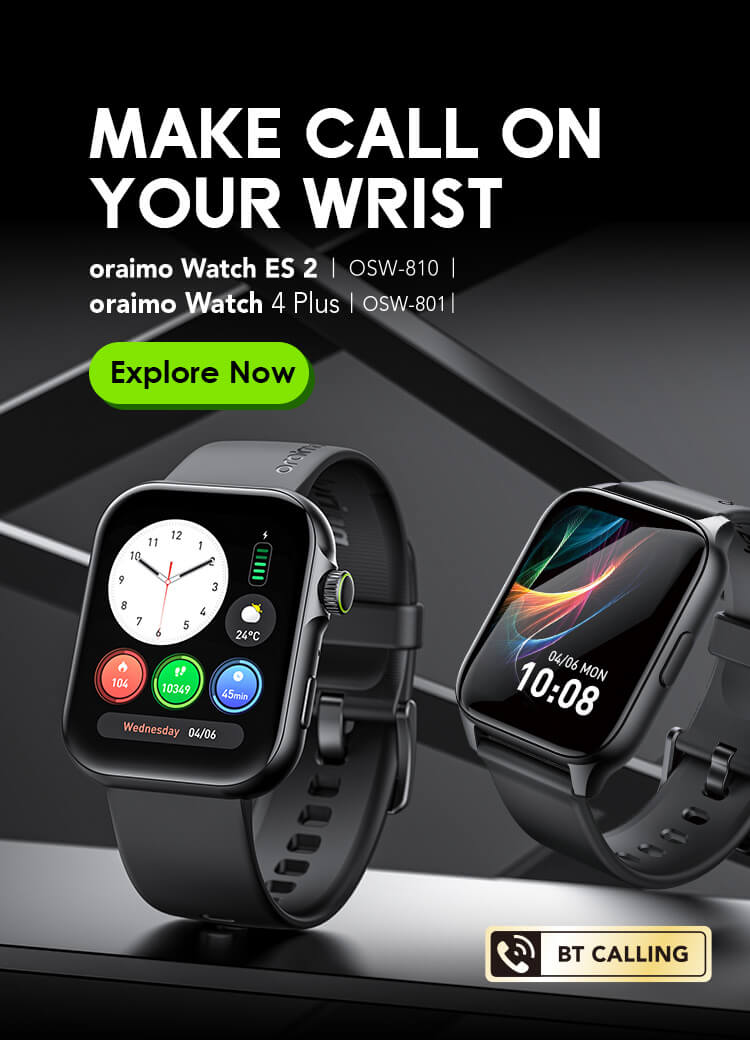 MAKE CALL ON
YOUR WRIST
oraimo Watch ES 2 | OSW-810 |
oraimo Watch 4 Plus | OSW-801 |
Explore Now
oraimo
12
11 1
10 2
9 3
8 4
7 5
6
24°C
104
10349
45min
Wednesday 04/06
04/06 MON
10:08
BT CALLING